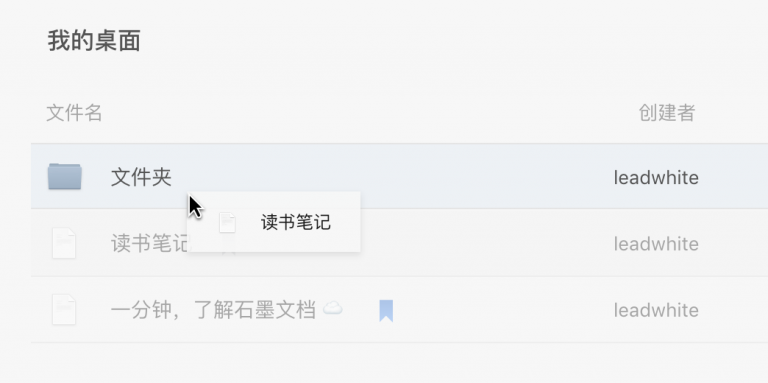 我的桌面
文件名 创建者
文件夹 leadwhite
读书笔记
读书笔记 leadwhite
一分钟，了解石墨文档 leadwhite